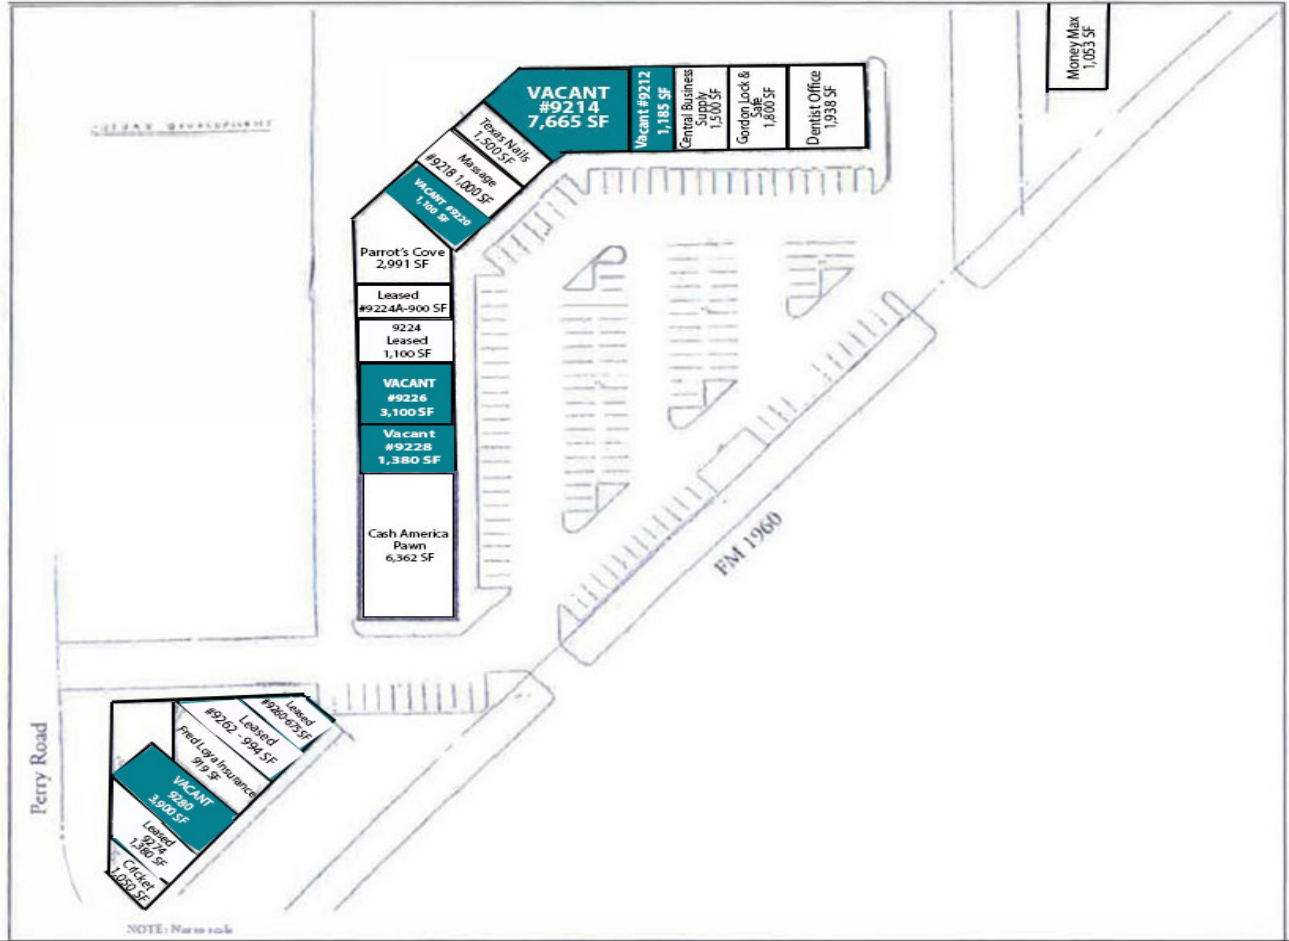 Money Max
1,053 SF
VACANT
#9214
7,665 SF
Vacant #9212
1,185 SF
Central Business
Supply
1,500 SF
Gordon Lock &
Safe
1,800 SF
Dentist Office
1,938 SF
Texas Nails
1,500 SF
Massage
#9218 1,000 SF
VACANT #9220
1,100 SF
Parrot's Cove
2,991 SF
Leased
#9224A-900 SF
9224
Leased
1,100 SF
VACANT
#9226
3,100 SF
Vacant
#9228
1,380 SF
Cash America
Pawn
6,362 SF
FM 1960
Perry Road
Leased
#9260-675 SF
Leased
#9262 - 994 SF
Fred Loya Insurance
919 SF
VACANT
9280
3,900 SF
Leased
9274
1,380 SF
Cricket
1,050 SF
NOTE: Not to scale